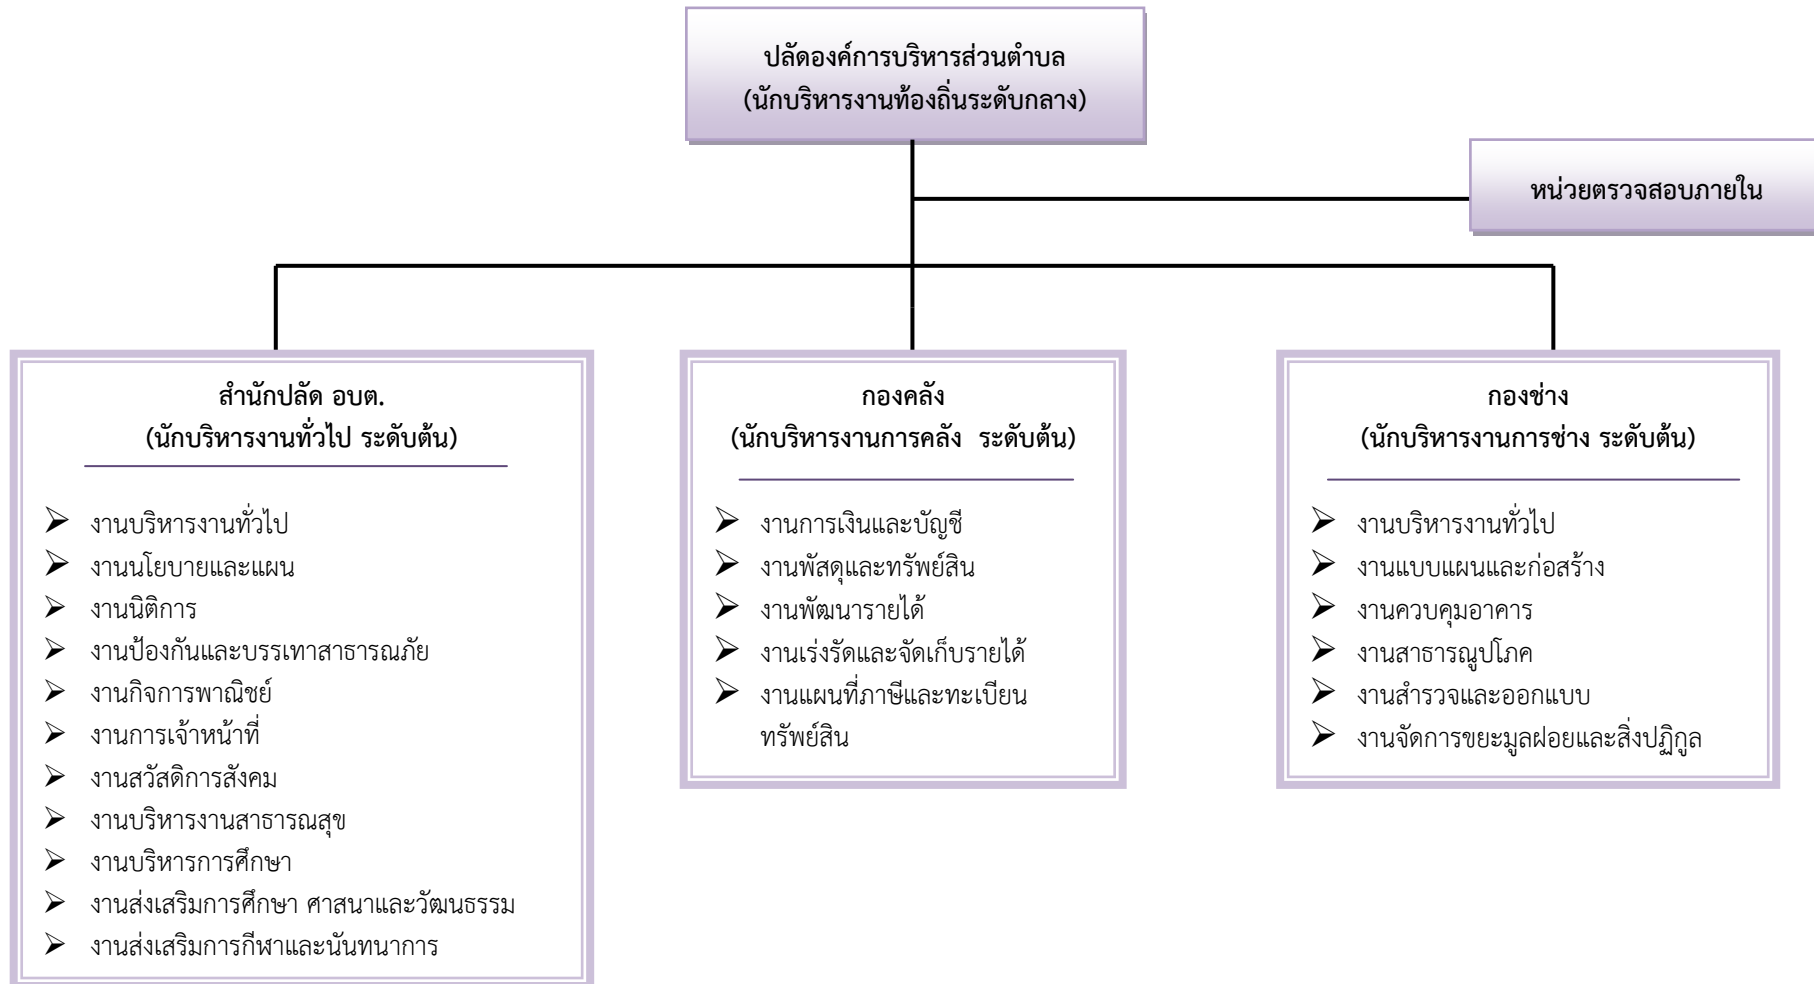 ปลัดองค์การบริหารส่วนตำบล
(นักบริหารงานท้องถิ่นระดับกลาง)
หน่วยตรวจสอบภายใน
สำนักปลัด อบต.
(นักบริหารงานทั่วไป ระดับต้น)
งานบริหารงานทั่วไป
งานนโยบายและแผน
งานนิติการ
งานป้องกันและบรรเทาสาธารณภัย
งานกิจการพาณิชย์
งานการเจ้าหน้าที่
งานสวัสดิการสังคม
งานบริหารงานสาธารณสุข
งานบริหารการศึกษา
งานส่งเสริมการศึกษา ศาสนาและวัฒนธรรม
งานส่งเสริมการกีฬาและนันทนาการ
กองคลัง
(นักบริหารงานการคลัง  ระดับต้น)
งานการเงินและบัญชี
งานพัสดุและทรัพย์สิน
งานพัฒนารายได้
งานเร่งรัดและจัดเก็บรายได้
งานแผนที่ภาษีและทะเบียน
ทรัพย์สิน
กองช่าง
(นักบริหารงานการช่าง ระดับต้น)
งานบริหารงานทั่วไป
งานแบบแผนและก่อสร้าง
งานควบคุมอาคาร
งานสาธารณูปโภค
งานสำรวจและออกแบบ
งานจัดการขยะมูลฝอยและสิ่งปฏิกูล